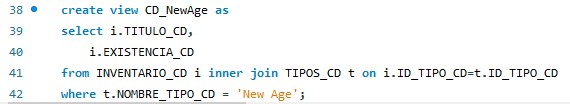 38 create view CD_NewAge as
39 select i.TITULO_CD,
40 i.EXISTENCIA_CD
41 from INVENTARIO_CD i inner join TIPOS_CD t on i.ID_TIPO_CD=t.ID_TIPO_CD
42 where t.NOMBRE_TIPO_CD = 'New Age';